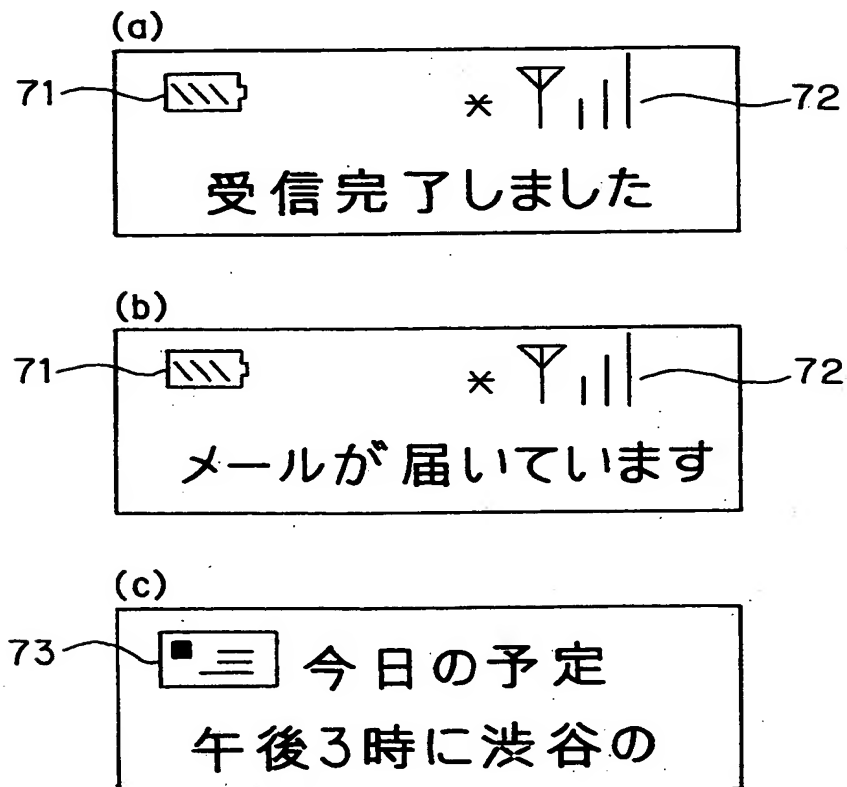 (a)
71
72
* 
受信完了しました
(b)
71
72
* 
メールが届いています
(c)
73
今日の予定
午後3時に渋谷の